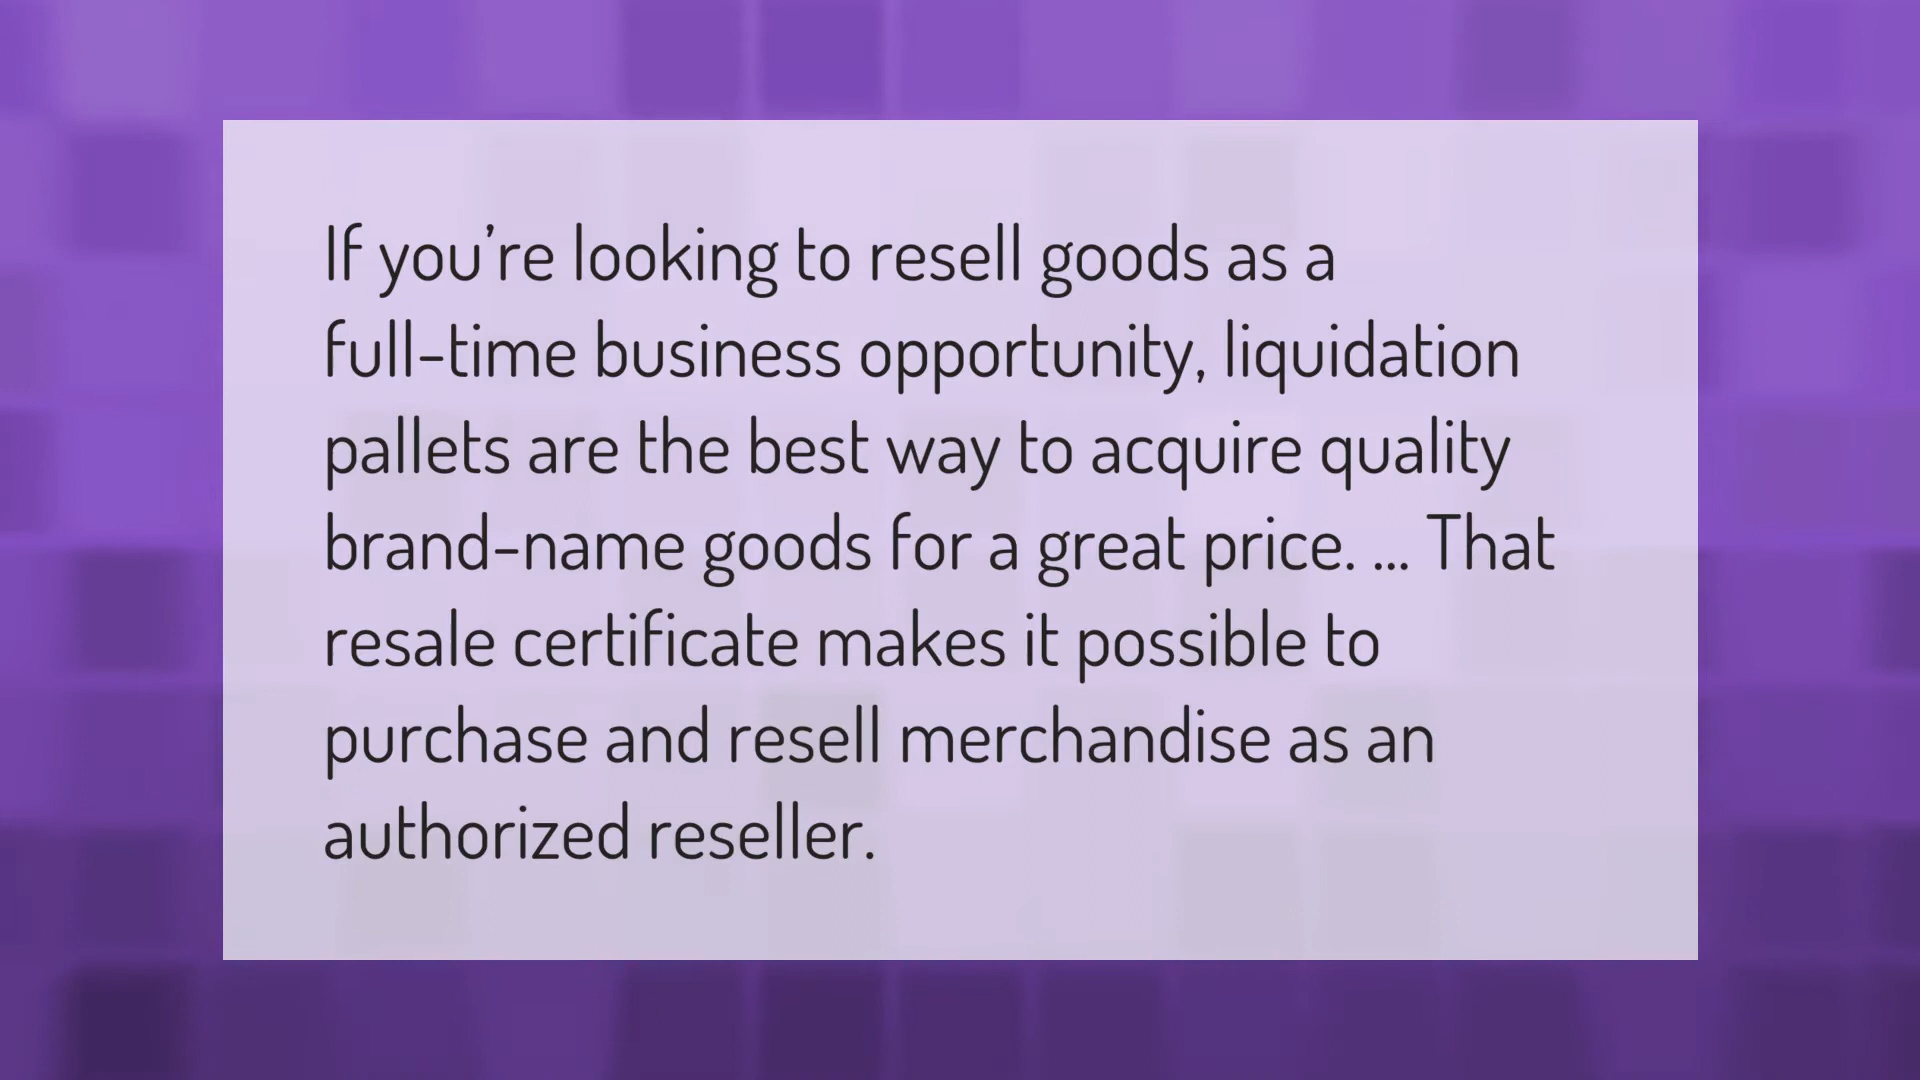 If you’re looking to resell goods as a
full-time business opportunity, liquidation
pallets are the best way to acquire quality
brand-name goods for a great price. ... That
resale certificate makes it possible to
purchase and resell merchandise as an
authorized reseller.